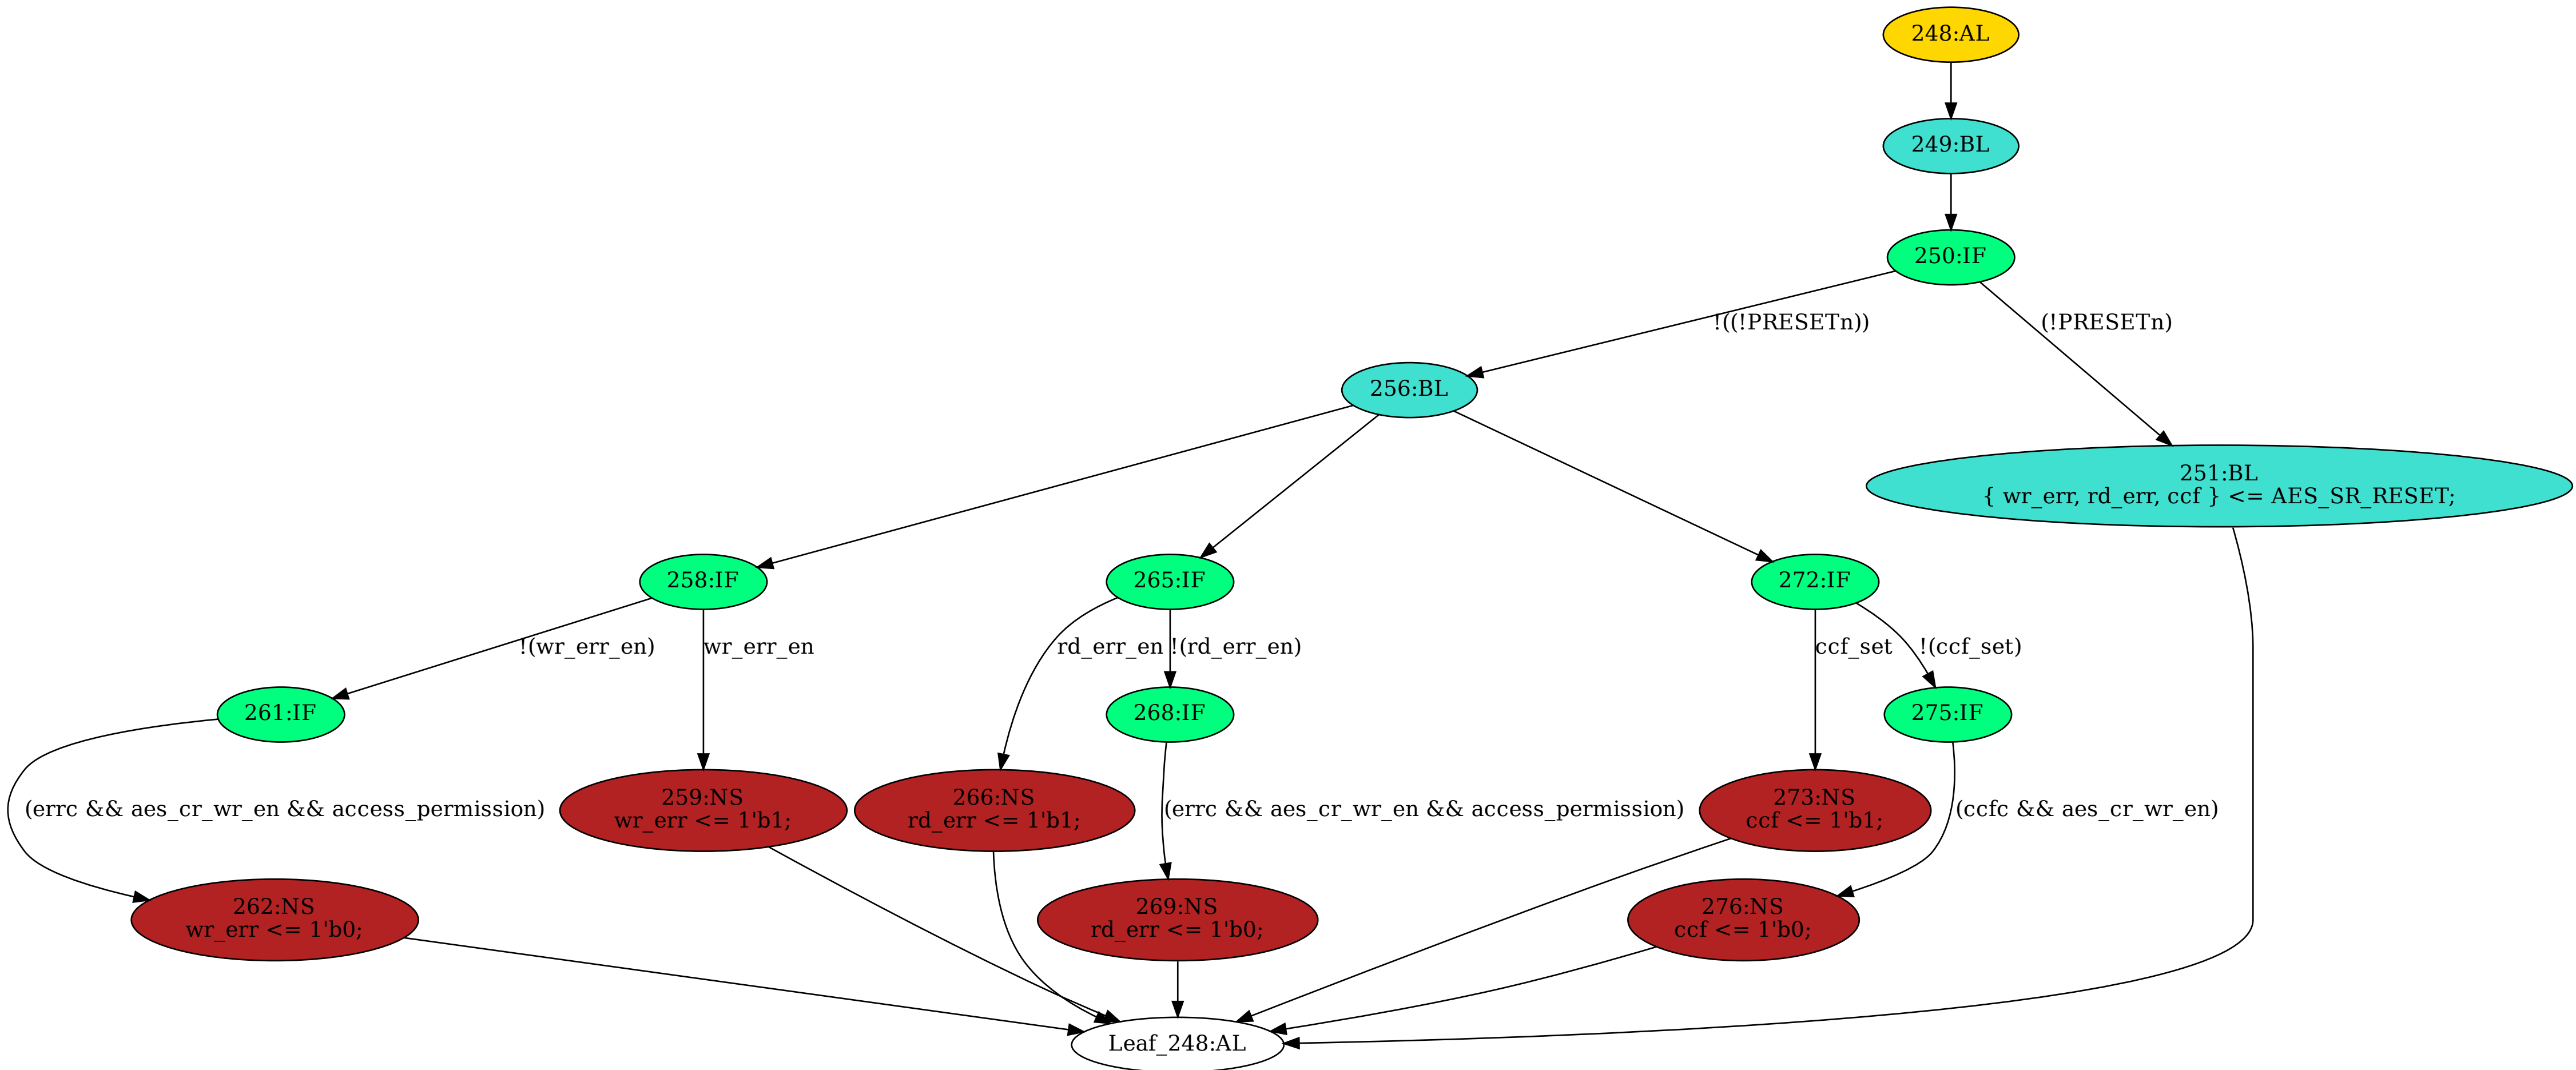 248:AL
249:BL
250:IF
!((!PRESETn))
(!PRESETn)
256:BL
251:BL
{ wr_err, rd_err, ccf } <= AES_SR_RESET;
258:IF
265:IF
272:IF
!(wr_err_en)
wr_err_en
rd_err_en
!(rd_err_en)
ccf_set
!(ccf_set)
261:IF
268:IF
275:IF
(errc && aes_cr_wr_en && access_permission)
259:NS
wr_err <= 1'b1;
266:NS
rd_err <= 1'b1;
(errc && aes_cr_wr_en && access_permission)
273:NS
ccf <= 1'b1;
(ccfc && aes_cr_wr_en)
262:NS
wr_err <= 1'b0;
269:NS
rd_err <= 1'b0;
276:NS
ccf <= 1'b0;
Leaf_248:AL